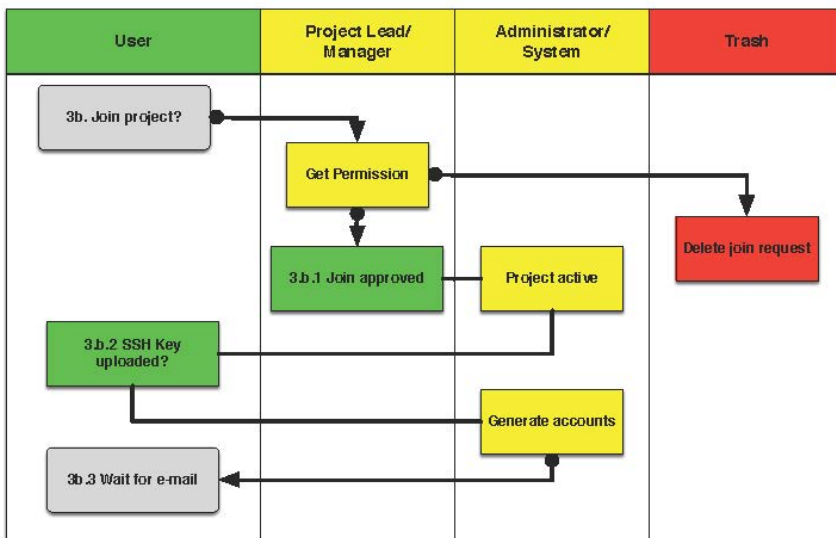 User
Project Lead/
Manager
Administrator/
System
Trash
3b. Join project?
Get Permission
Delete join request
3.b.1 Join approved
Project active
3.b.2 SSH Key
uploaded?
Generate accounts
3b.3 Wait for e-mail